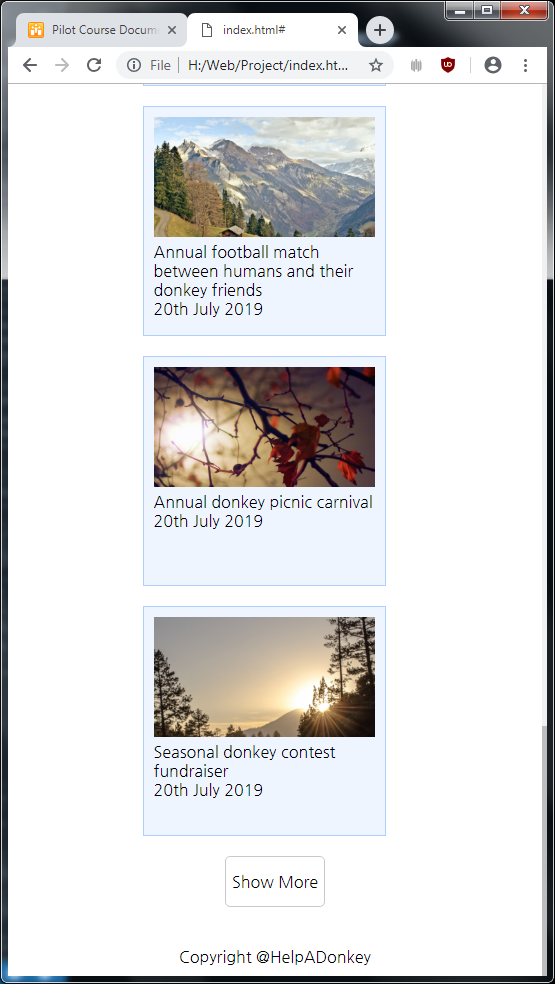 Pilot Course Docum
index.html#
File
H:/Web/Project/index.ht...
Annual football match
between humans and their
donkey friends
20th July 2019
Annual donkey picnic carnival
20th July 2019
Seasonal donkey contest
fundraiser
20th July 2019
Show More
Copyright @HelpADonkey